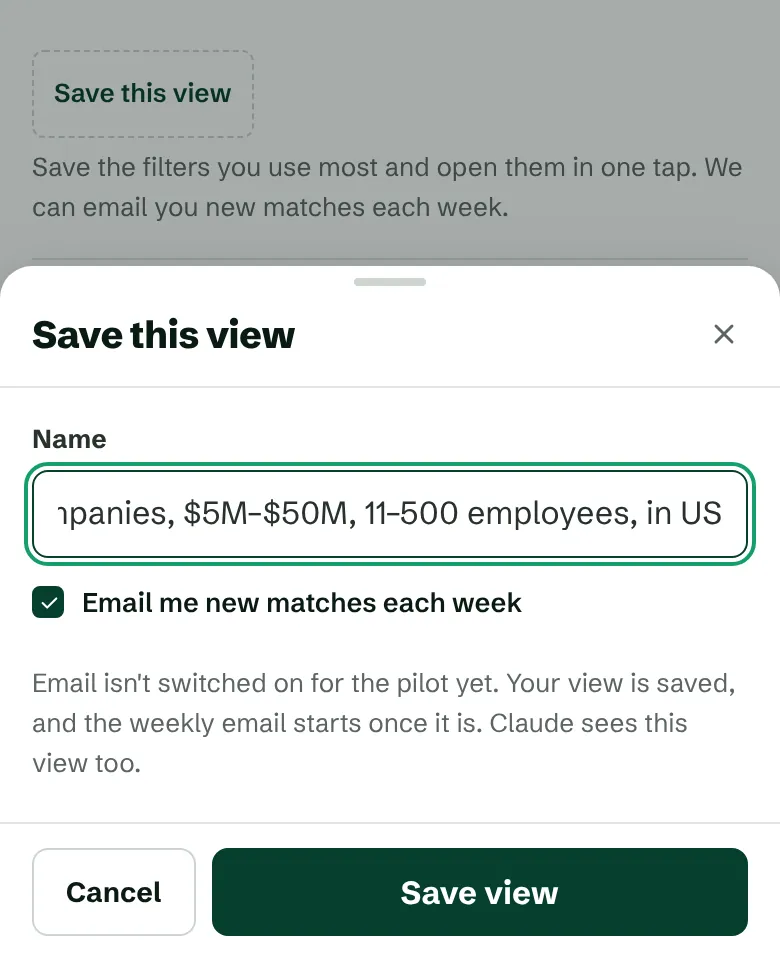 Save this view
Save the filters you use most and open them in one tap. We
can email you new matches each week.
Save this view
Name
panies, $5M–$50M, 11–500 employees, in US
Email me new matches each week
Email isn't switched on for the pilot yet. Your view is saved,
and the weekly email starts once it is. Claude sees this
view too.
Cancel
Save view